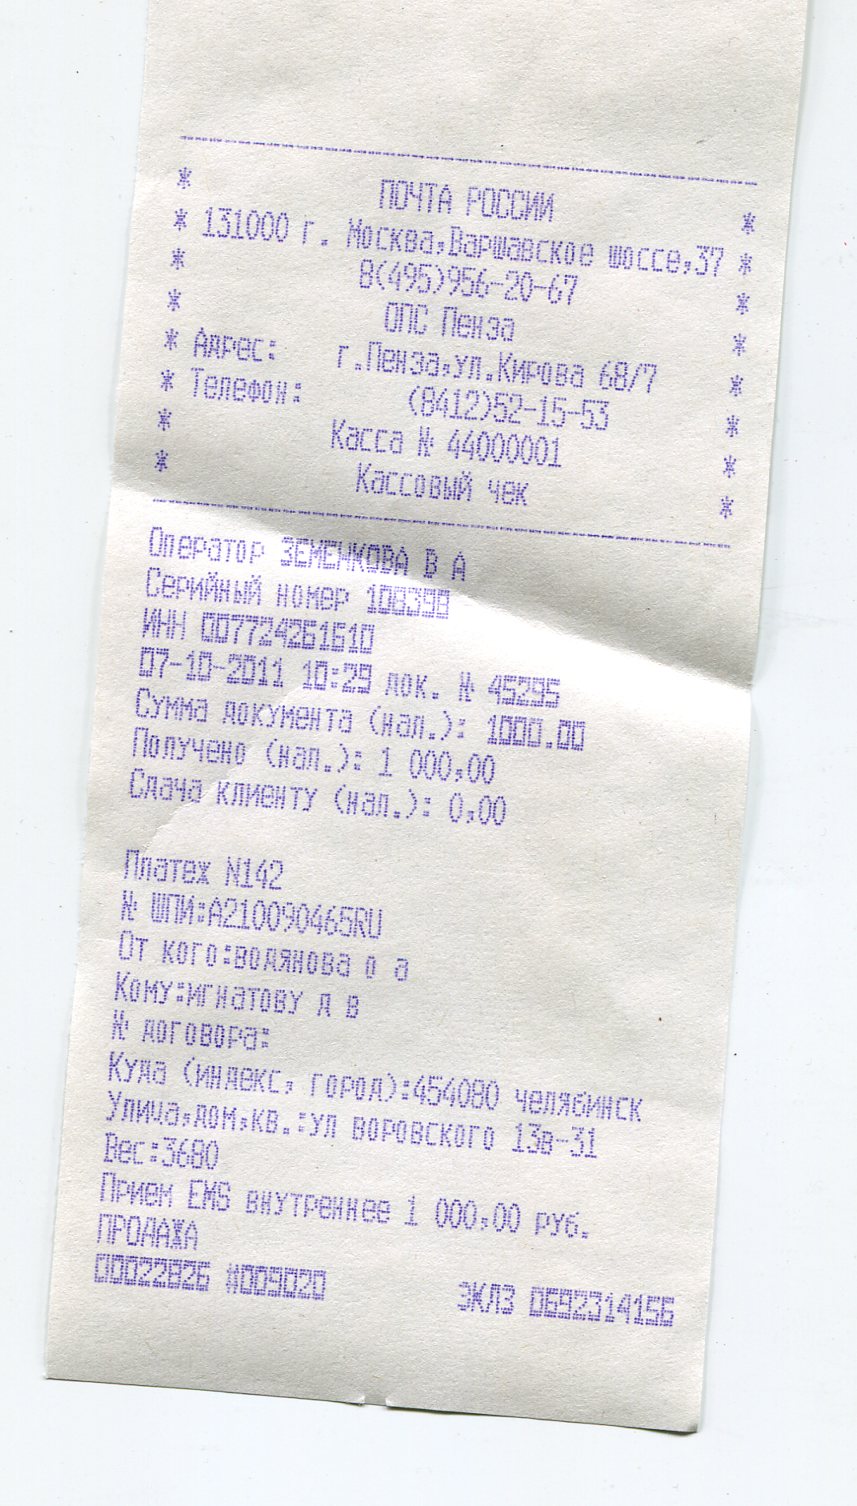 ПОЧТА РОССИИ
131000 г. Москва,Варшавское шоссе,37
8(495)956-20-67
ОПС Пенза
Адрес: г.Пенза,ул.Кирова 68/7
Телефон: (8412)52-15-53
Касса № 44000001
Кассовый чек
Оператор ЗЕМЕНКОВА В А
Серийный номер 108398
ИНН 007724261610
07-10-2011 10:29 док. № 45295
Сумма документа (нал.): 1000.00
Получено (нал.): 1 000,00
Сдача клиенту (нал.): 0,00
Платеж N142
№ ШПИ:A210090465RU
От кого:водянова о а
Кому:игнатову д в
№ договора:
Куда (индекс, город):454080 челябинск
Улица,дом,кв.:ул воровского 13в-31
Вес:3680
Прием EMS внутреннее 1 000,00 руб.
ПРОДАЖА
00022826 #009020 ЭКЛЗ 0692314156